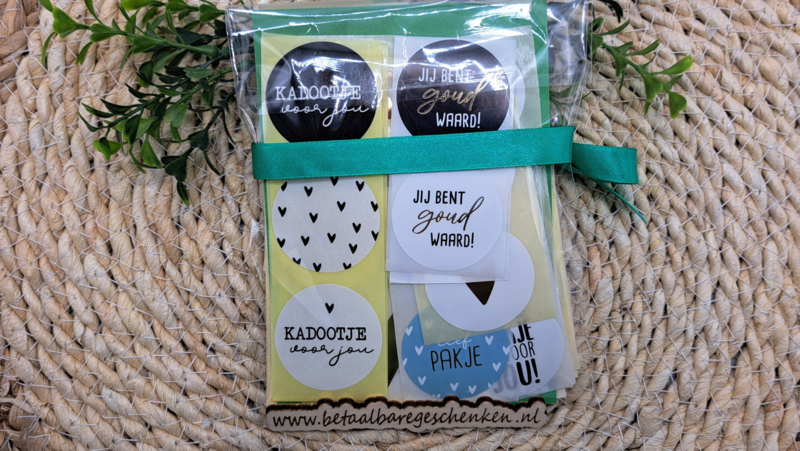 KADOOTJE
voor jou
JIJ BENT
goud
WAARD!
JIJ BENT
goud
WAARD!
KADOOTJE
voor jou
PAKJE
JE
OOR
OU!
www.betaalbaregeschenken.nl